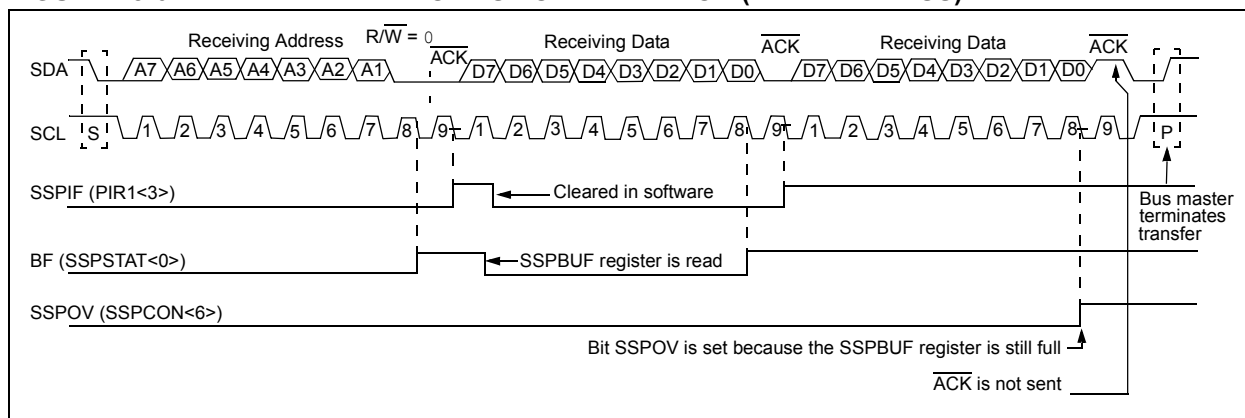 Receiving Address R/W = 0 ACK Receiving Data ACK Receiving Data ACK
SDA A7 A6 A5 A4 A3 A2 A1 D7 D6 D5 D4 D3 D2 D1 D0 D7 D6 D5 D4 D3 D2 D1 D0
SCL S 1 2 3 4 5 6 7 8 9 1 2 3 4 5 6 7 8 9 1 2 3 4 5 6 7 8 9 P
SSPIF (PIR1<3>)
Cleared in software
Bus master
terminates
transfer
BF (SSPSTAT<0>)
SSPBUF register is read
SSPOV (SSPCON<6>)
Bit SSPOV is set because the SSPBUF register is still full
ACK is not sent